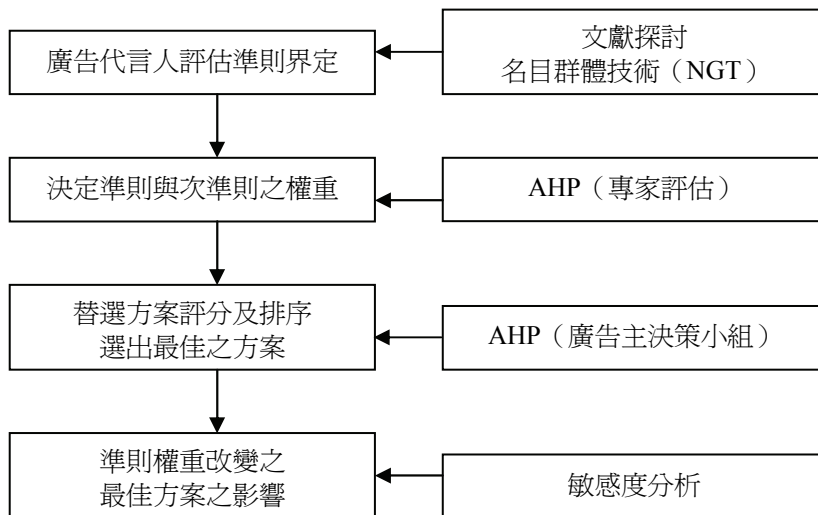 廣告代言人評估準則界定
文獻探討
名目群體技術（NGT）
決定準則與次準則之權重
AHP（專家評估）
替選方案評分及排序
選出最佳之方案
AHP（廣告主決策小組）
準則權重改變之
最佳方案之影響
敏感度分析